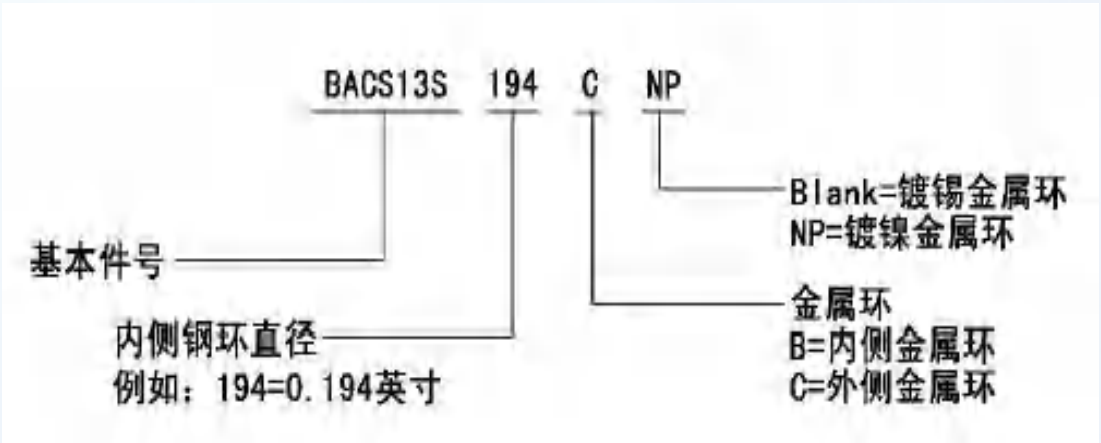 BACS13S 194 C NP
Blank=镀锡金属环
NP=镀镍金属环
基本件号
金属环
内侧钢环直径
B=内侧金属环
例如：194=0.194英寸
C=外侧金属环